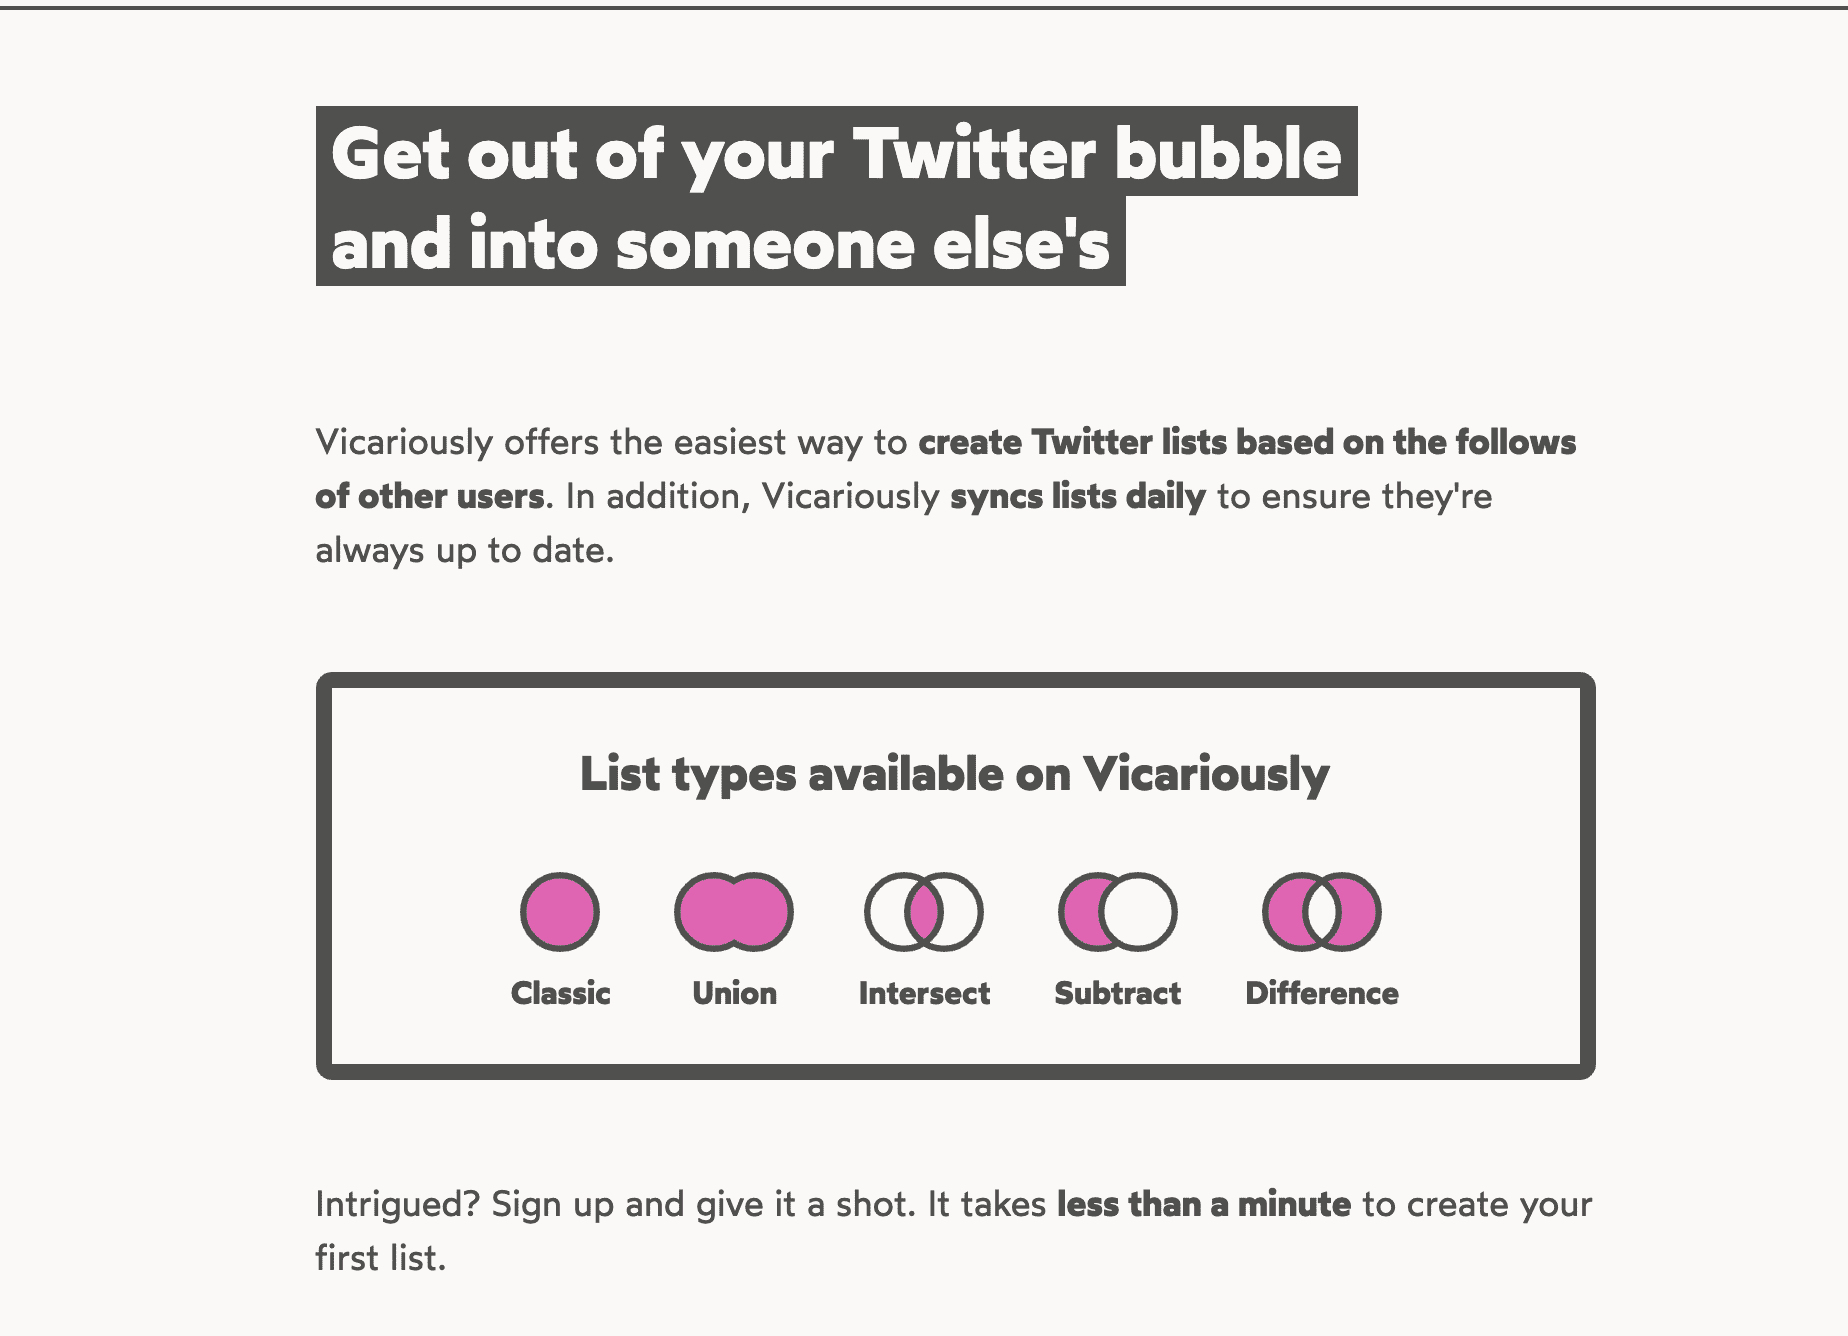 Get out of your Twitter bubble
and into someone else's
Vicariously offers the easiest way to create Twitter lists based on the follows
of other users. In addition, Vicariously syncs lists daily to ensure they're
always up to date.
List types available on Vicariously
Classic Union Intersect Subtract Difference
Intrigued? Sign up and give it a shot. It takes less than a minute to create your
first list.